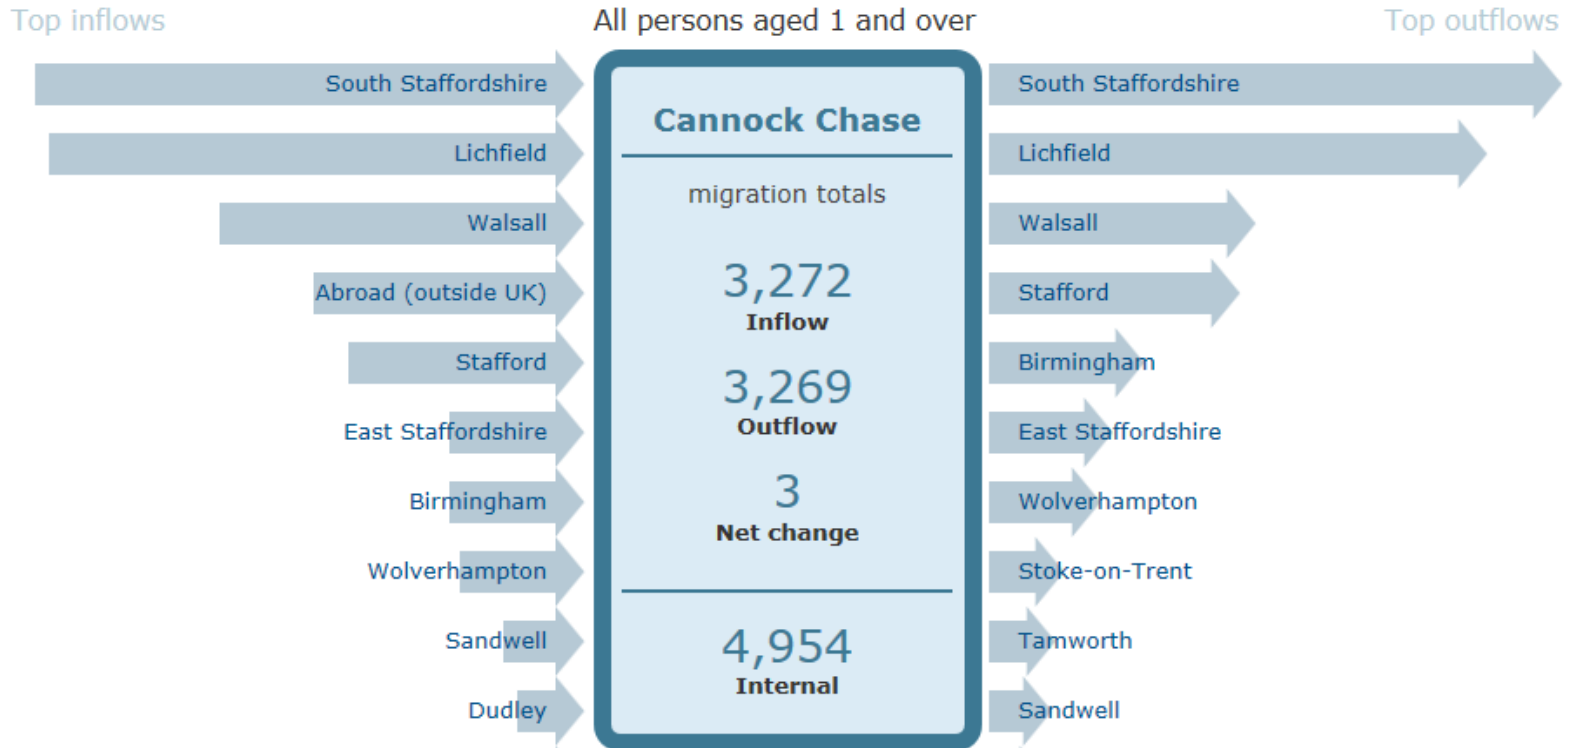 Top inflows
All persons aged 1 and over
Top outflows
South Staffordshire
Lichfield
Walsall
Abroad (outside UK)
Stafford
East Staffordshire
Birmingham
Wolverhampton
Sandwell
Dudley
Cannock Chase
migration totals
3,272
Inflow
3,269
Outflow
3
Net change
4,954
Internal
South Staffordshire
Lichfield
Walsall
Stafford
Birmingham
East Staffordshire
Wolverhampton
Stoke-on-Trent
Tamworth
Sandwell